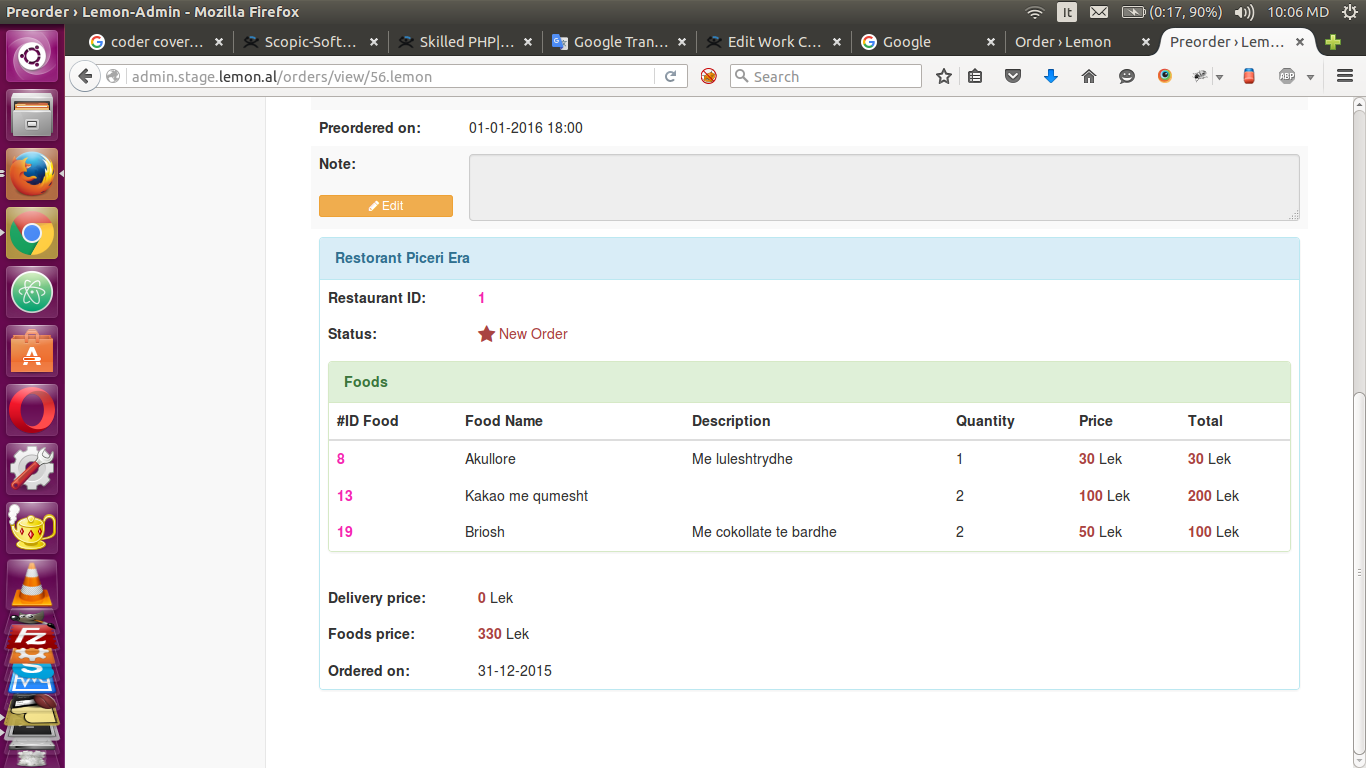 Preorder › Lemon-Admin - Mozilla Firefox
It
(0:17, 90%)
10:06 MD
coder cover...
Scopic-Soft...
Skilled PHP|...
Google Tran...
Edit Work C...
Google
Order › Lemon
Preorder › Lem...
admin.stage.lemon.al/orders/view/56.lemon
Search
ABP
Preordered on: 01-01-2016 18:00
Note:
Edit
Restorant Piceri Era
Restaurant ID: 1
Status: New Order
Foods
#ID Food Food Name Description Quantity Price Total
8 Akullore Me luleshtrydhe 1 30 Lek 30 Lek
13 Kakao me qumesht 2 100 Lek 200 Lek
19 Briosh Me cokollate te bardhe 2 50 Lek 100 Lek
Delivery price: 0 Lek
Foods price: 330 Lek
Ordered on: 31-12-2015